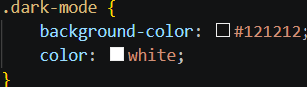 .dark-mode {
background-color: #121212;
color: white;
}